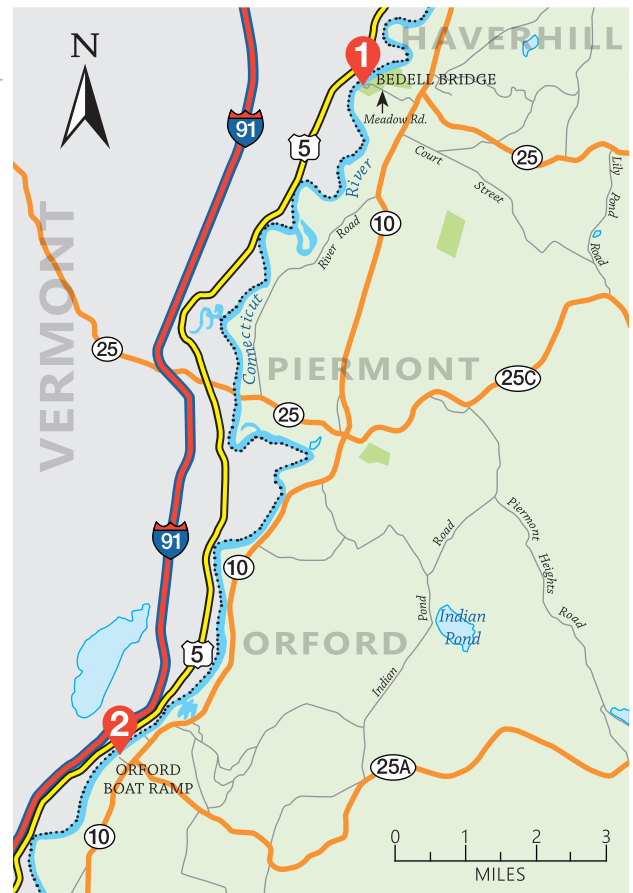 N
HAVERHILL
1
BEDELL BRIDGE
Meadow Rd.
91
5
25
Court Street
Lily Pond Road
River
River Road
10
VERMONT
Connecticut
25
PIERMONT
25C
25
91
10
Indian Pond Road
Piermont Heights Road
Indian
Pond
ORFORD
5
2
ORFORD
BOAT RAMP
25A
10
0 1 2 3
MILES